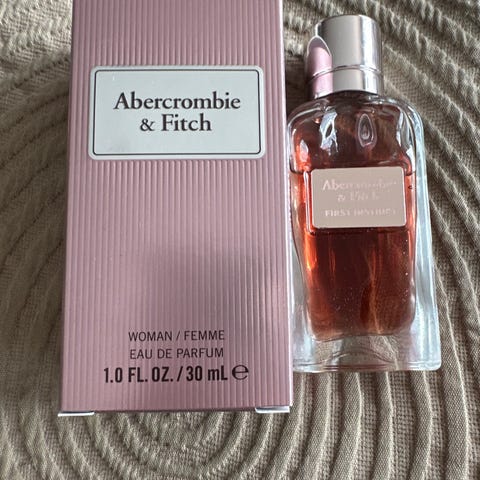 Abercrombie
& Fitch
WOMAN / FEMME
EAU DE PARFUM
1.0 FL. OZ. / 30 mL ℮
Abercrombie
& Fitch
FIRST INSTINCT